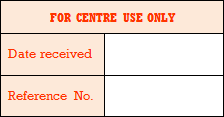 FOR CENTRE USE ONLY
Date received
Reference No.